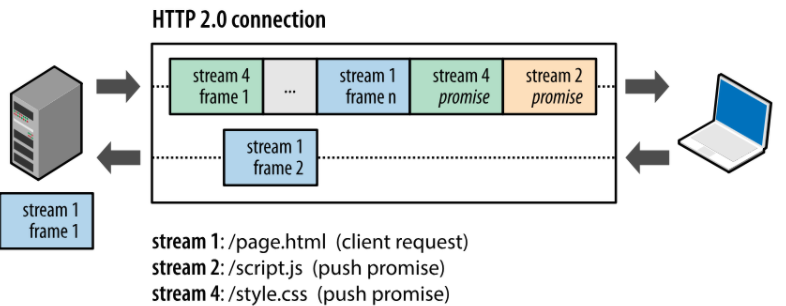 HTTP 2.0 connection
stream 4
frame 1
...
stream 1
frame n
stream 4
promise
stream 2
promise
stream 1
frame 2
stream 1
frame 1
stream 1: /page.html (client request)
stream 2: /script.js (push promise)
stream 4: /style.css (push promise)